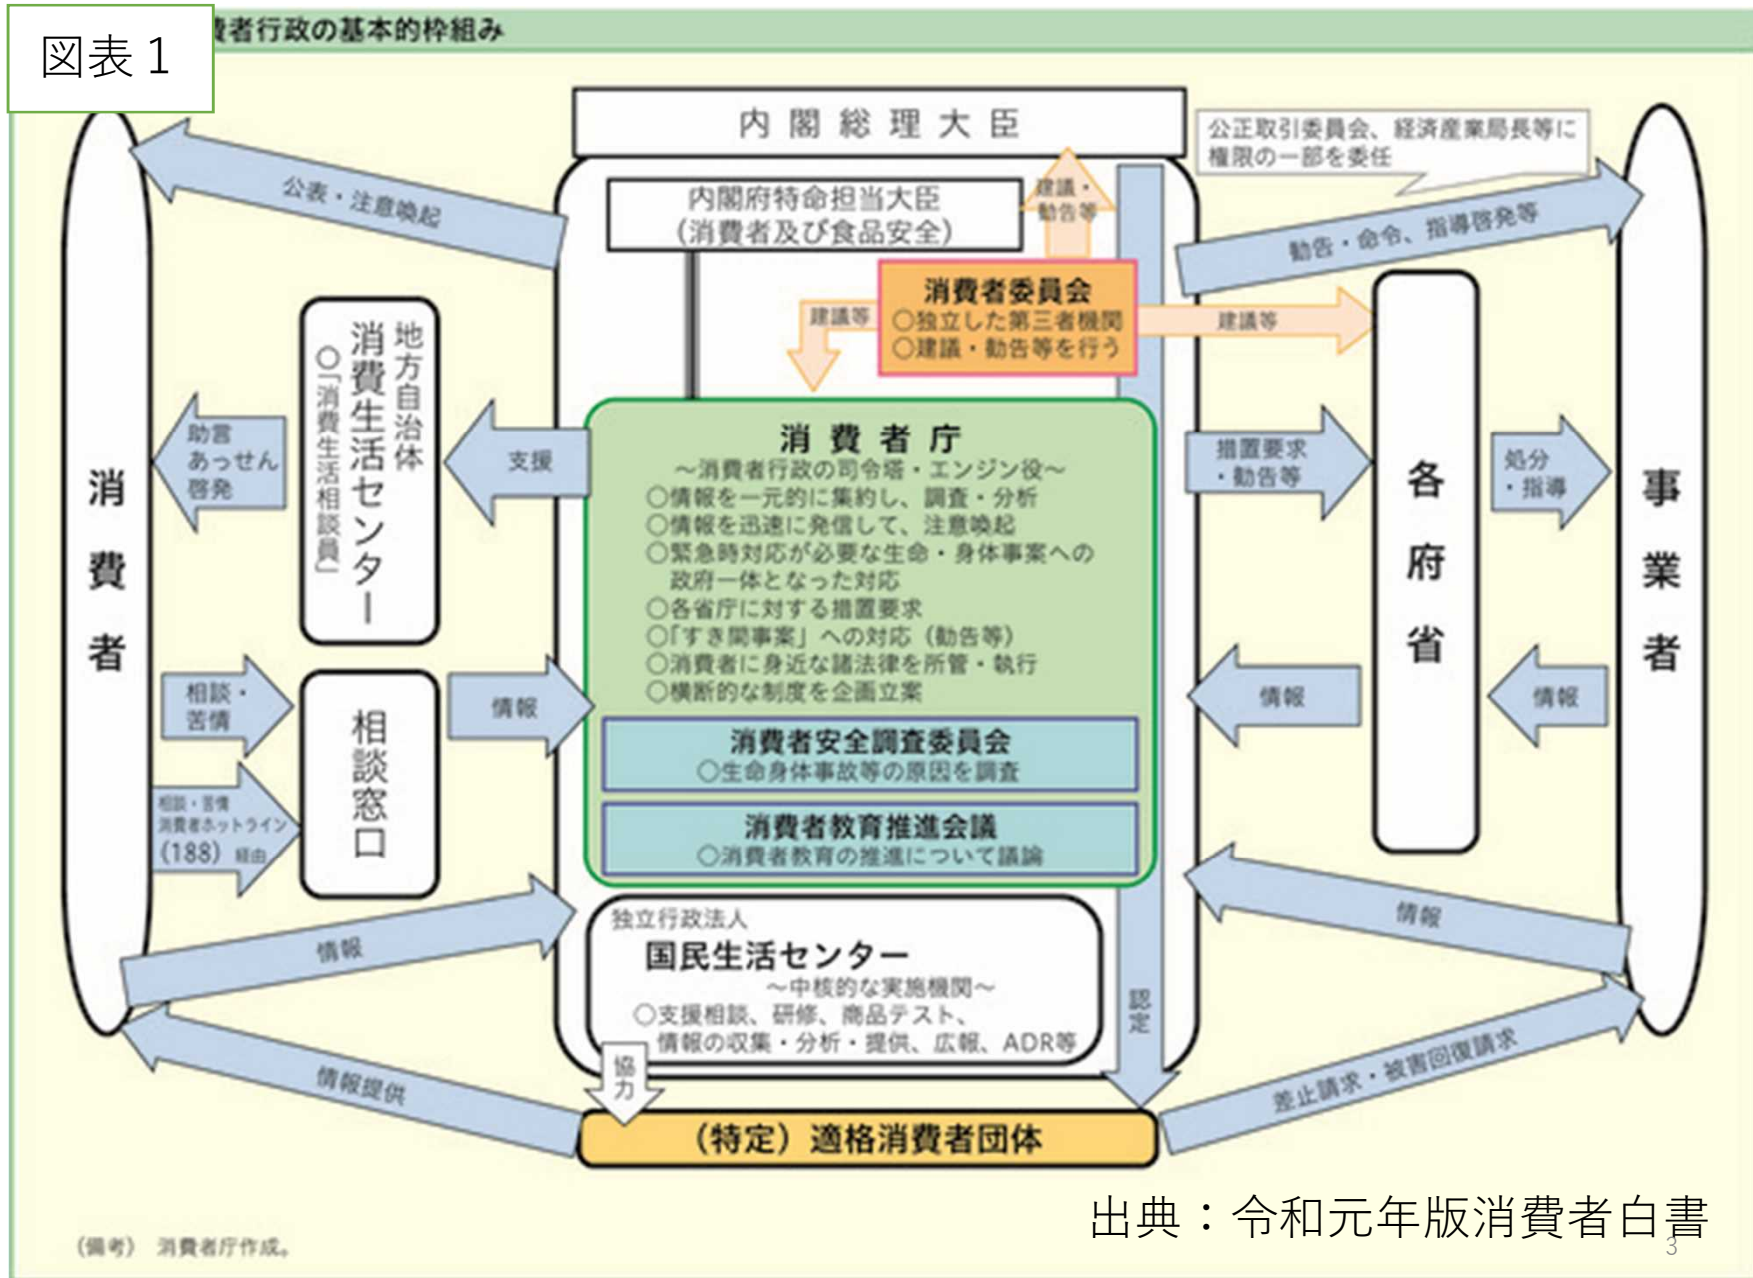 図表１
費者行政の基本的枠組み
内閣総理大臣
公正取引委員会、経済産業局長等に
権限の一部を委任
内閣府特命担当大臣
(消費者及び食品安全)
建議・
勧告等
公表・注意喚起
勧告・命令、指導啓発等
消費者委員会
○独立した第三者機関
○建議・勧告等を行う
建議等
建議等
地方自治体
消費生活センター
○「消費生活相談員」
助言
あっせん
啓発
支援
消費者
消費者庁
～消費者行政の司令塔・エンジン役～
○情報を一元的に集約し、調査・分析
○情報を迅速に発信して、注意喚起
○緊急時対応が必要な生命・身体事案への
政府一体となった対応
○各省庁に対する措置要求
○「すき間事案」への対応（勧告等）
○消費者に身近な諸法律を所管・執行
○横断的な制度を企画立案
措置要求
・勧告等
各府省
処分
・指導
事業者
相談・
苦情
情報
相談窓口
情報
情報
相談・苦情
消費者ホットライン
（188）経由
消費者安全調査委員会
○生命身体事故等の原因を調査
消費者教育推進会議
○消費者教育の推進について議論
情報
情報
独立行政法人
国民生活センター
～中核的な実施機関～
○支援相談、研修、商品テスト、
情報の収集・分析・提供、広報、ADR等
認定
協力
情報提供
差止請求・被害回復請求
（特定）適格消費者団体
出典：令和元年版消費者白書
（備考） 消費者庁作成。
3